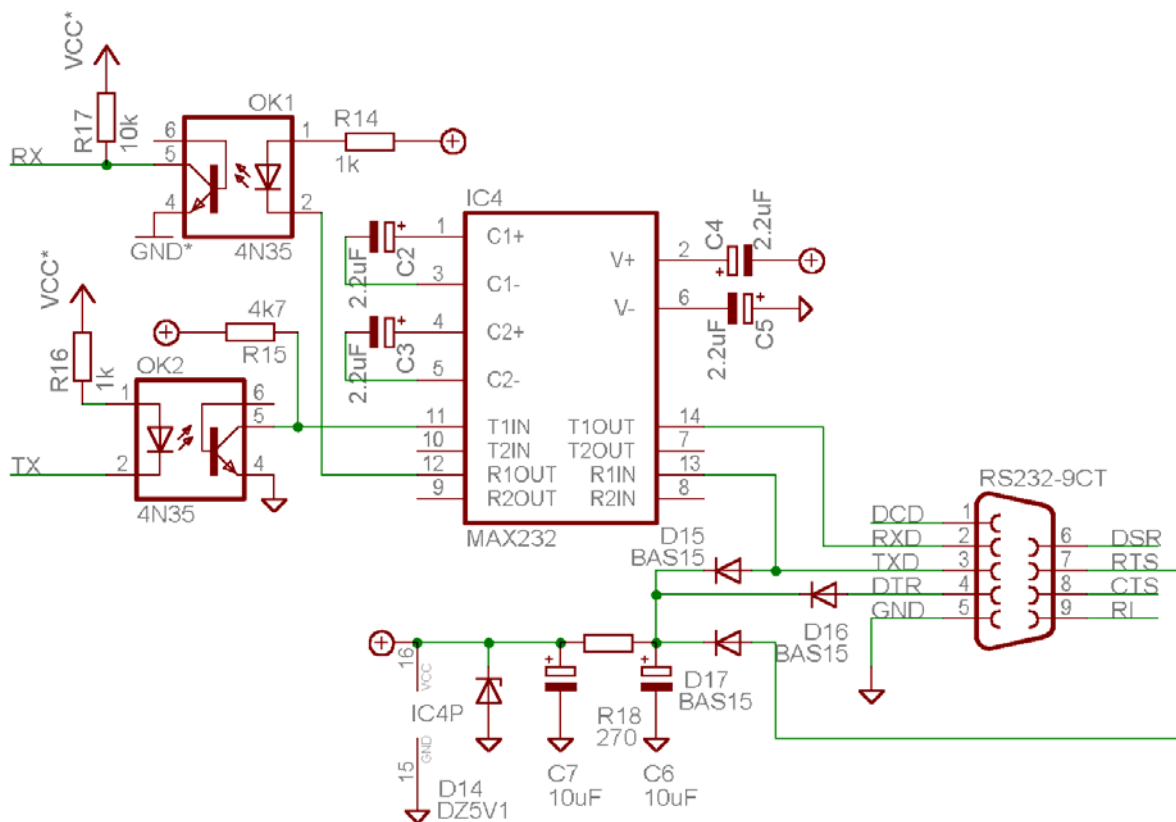 VCC*
R17
10k
RX
6
5
4
OK1
1
2
GND*
4N35
R14
1k
VCC*
R16
1k
4k7
R15
OK2
1
2
6
5
4
TX
4N35
IC4
1
C1+
3
C1-
4
C2+
5
C2-
11
T1IN
10
T2IN
12
R1OUT
9
R2OUT
V+
2
V-
6
T1OUT
14
T2OUT
7
R1IN
13
R2IN
8
MAX232
+
C2
2.2uF
+
C3
2.2uF
C4
+
2.2uF
2.2uF
+
C5
RS232-9CT
DCD
1
RXD
2
TXD
3
DTR
4
GND
5
6
DSR
7
RTS
8
CTS
9
RI
D15
BAS15
D16
BAS15
D17
BAS15
16
VCC
IC4P
GND
15
D14
DZ5V1
+
C7
10uF
R18
270
+
C6
10uF